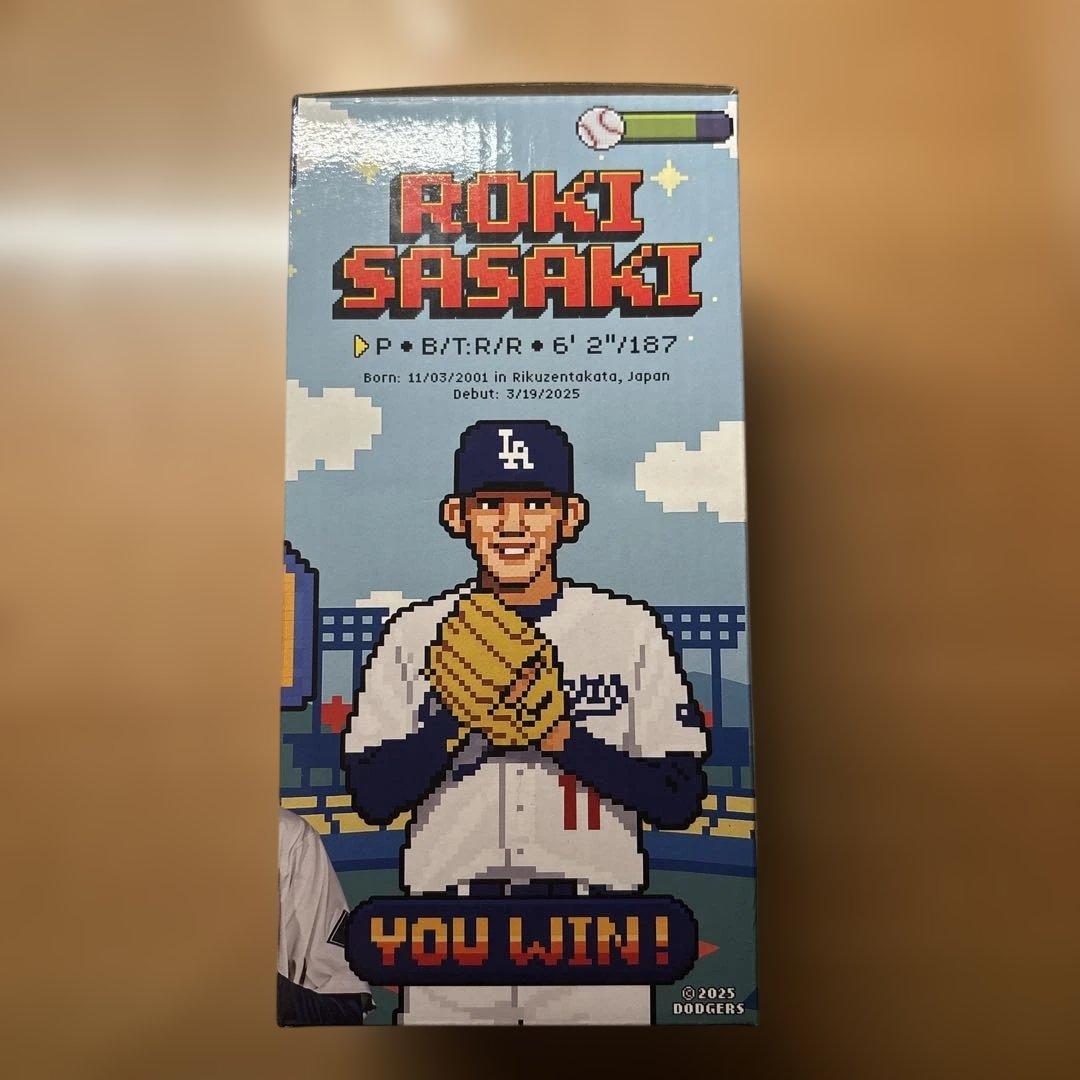 ROKI
SASAKI
P • B/T:R/R • 6' 2"/187
Born: 11/03/2001 in Rikuzentakata, Japan
Debut: 3/19/2025
LA
11
YOU WIN!
© 2025
DODGERS